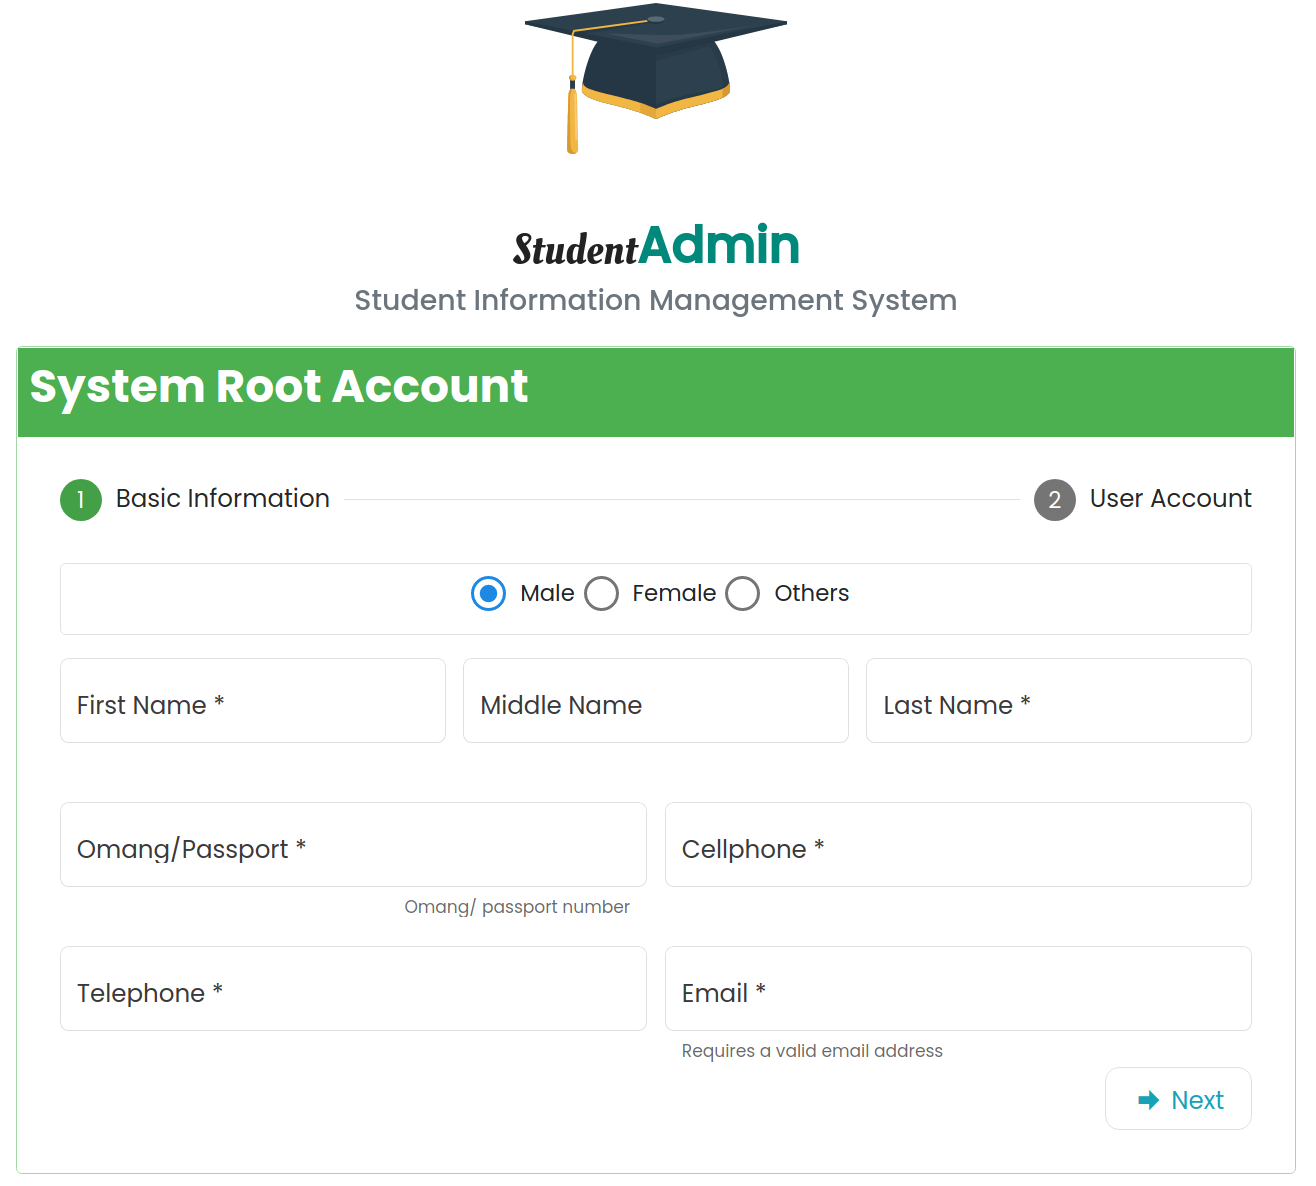 StudentAdmin
Student Information Management System
System Root Account
1 Basic Information 2 User Account
Male Female Others
First Name * Middle Name Last Name *
Omang/Passport * Cellphone *
Omang/ passport number
Telephone * Email *
Requires a valid email address
Next